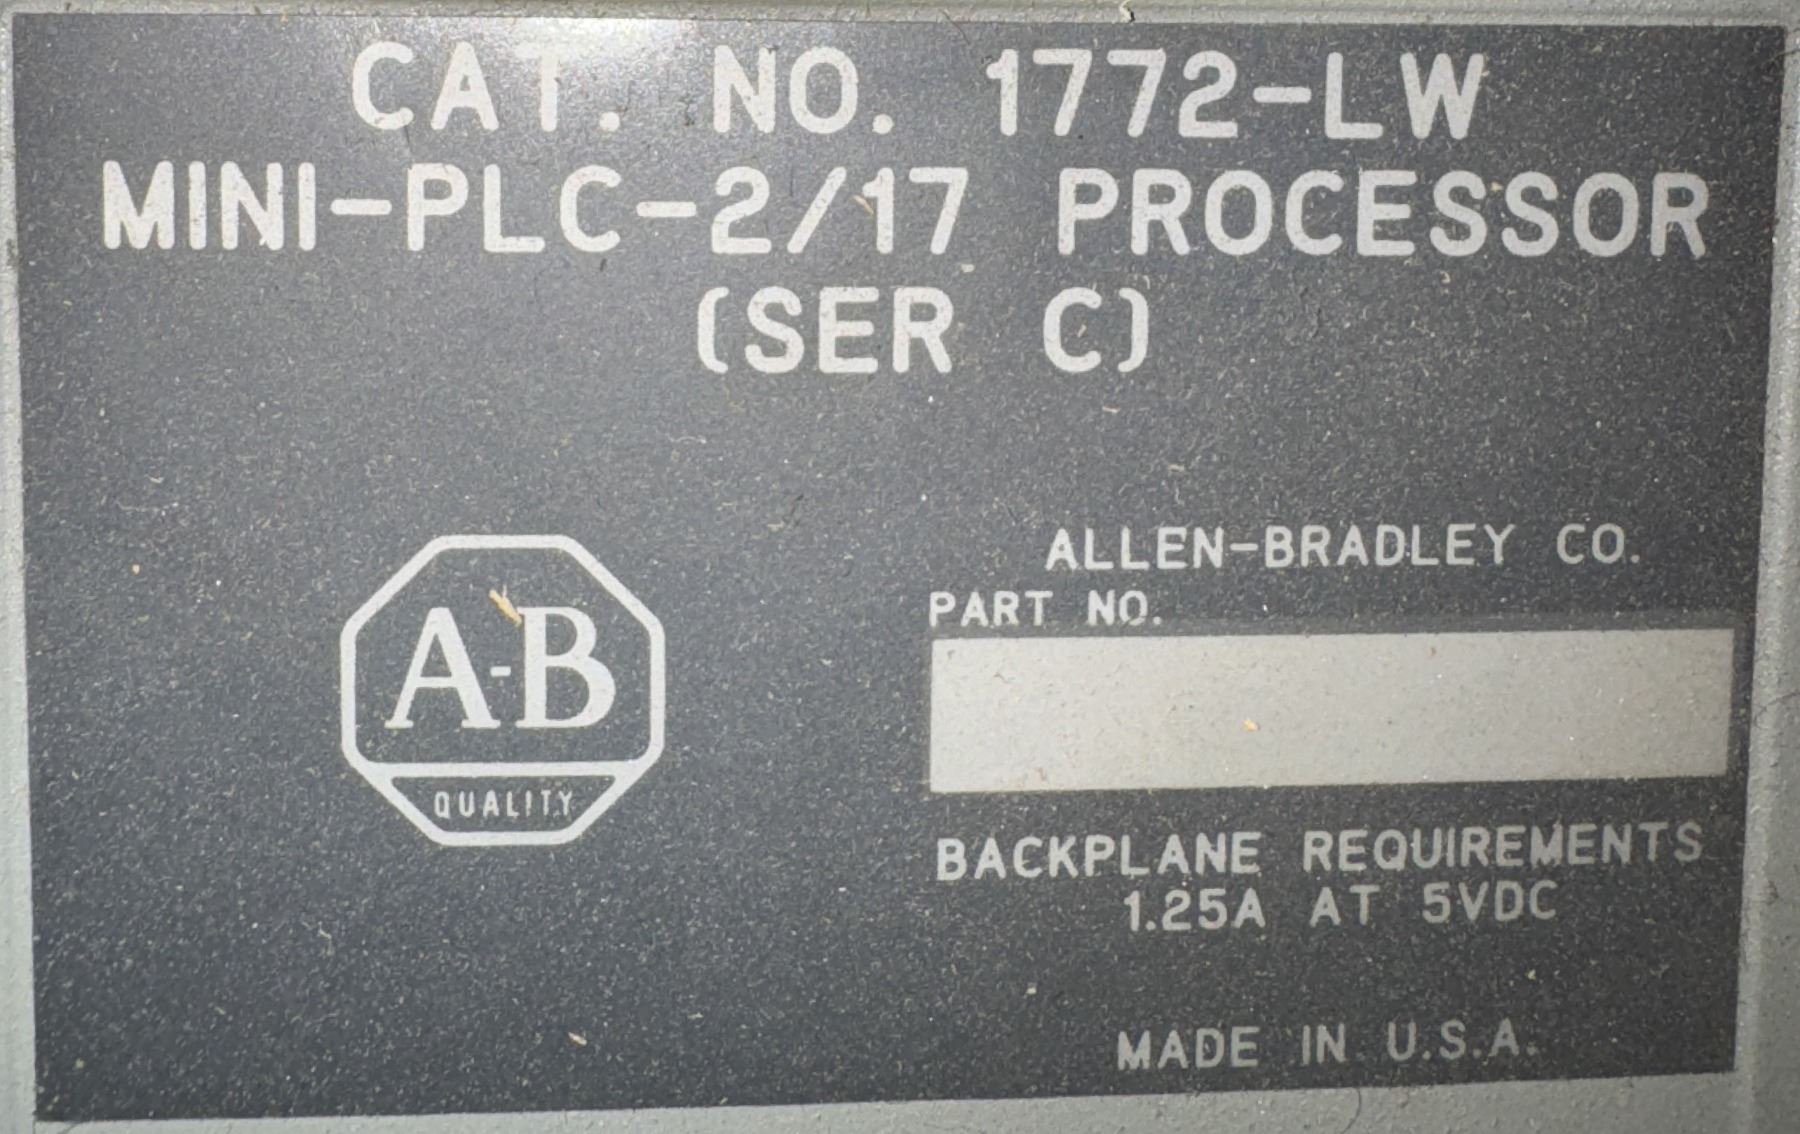 CAT. NO. 1772-LW
MINI-PLC-2/17 PROCESSOR
(SER C)
A-B
QUALITY
ALLEN-BRADLEY CO.
PART NO.
BACKPLANE REQUIREMENTS
1.25A AT 5VDC
MADE IN U.S.A.